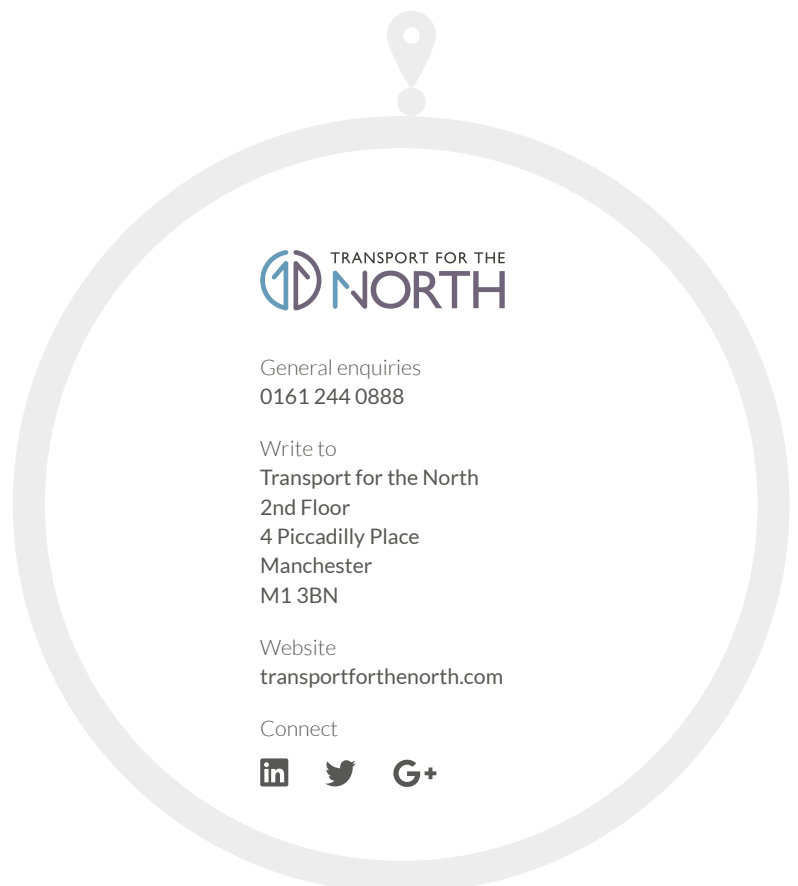 TRANSPORT FOR THE
NORTH
General enquiries
0161 244 0888
Write to
Transport for the North
2nd Floor
4 Piccadilly Place
Manchester
M1 3BN
Website
transportforthenorth.com
Connect
in
G+